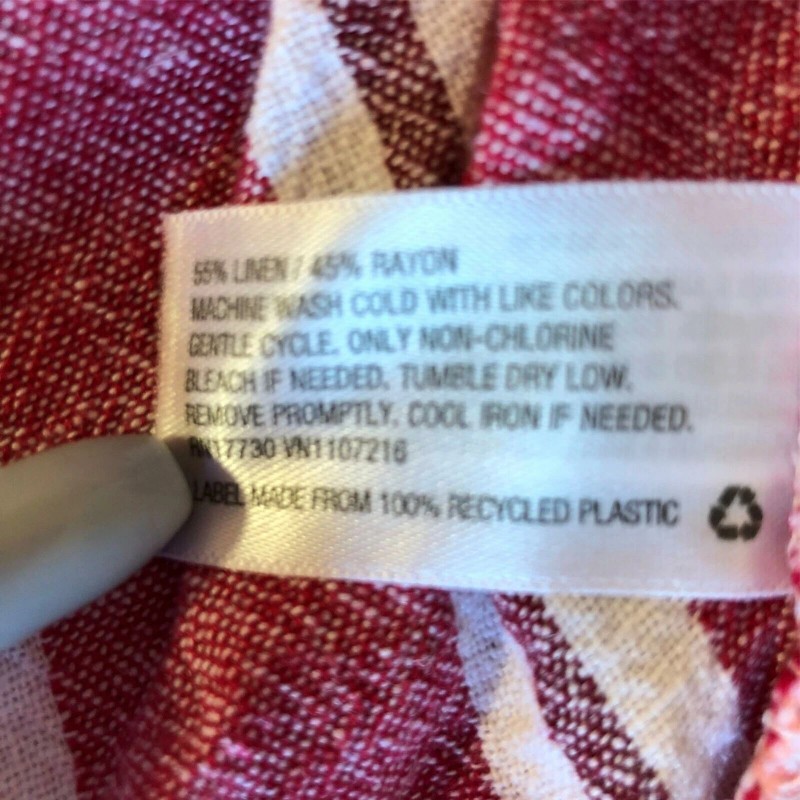 55% LINEN / 45% RAYON
MACHINE WASH COLD WITH LIKE COLORS.
GENTLE CYCLE. ONLY NON-CHLORINE
BLEACH IF NEEDED. TUMBLE DRY LOW.
REMOVE PROMPTLY. COOL IRON IF NEEDED.
RN17730 VN1107216
LABEL MADE FROM 100% RECYCLED PLASTIC